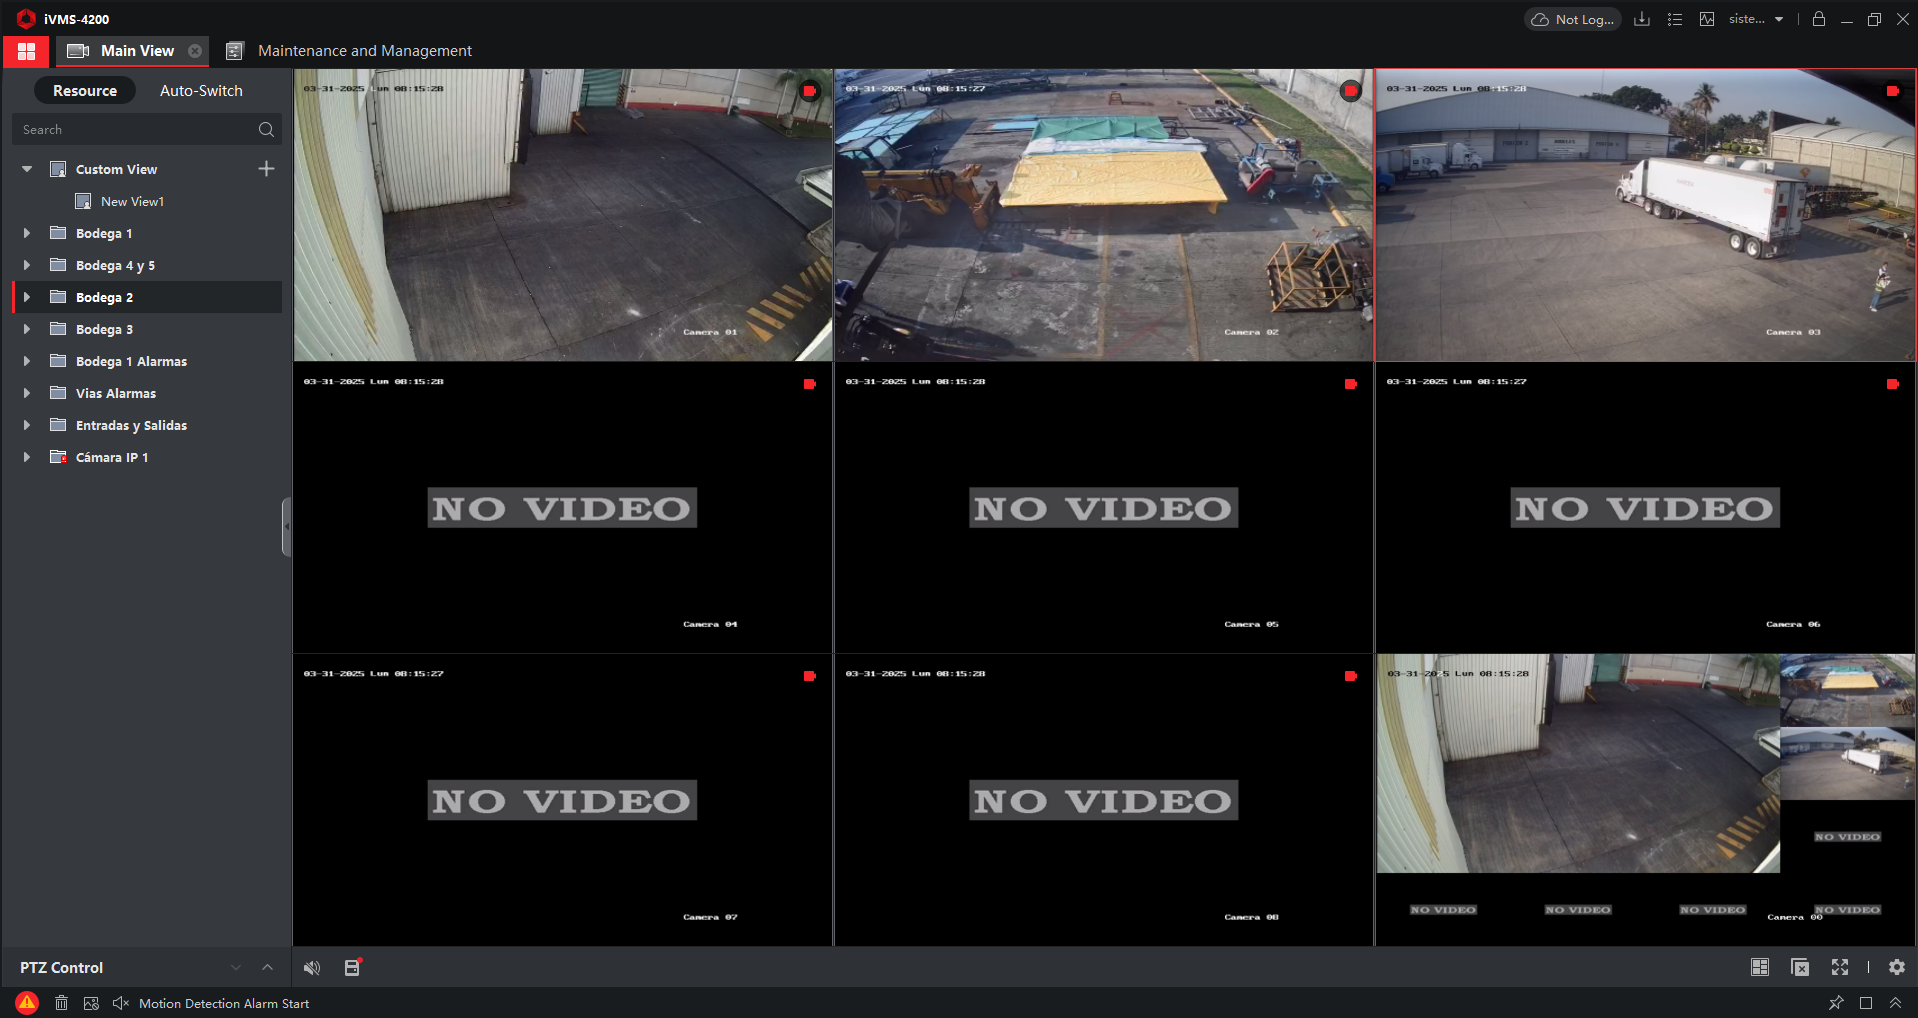 iVMS-4200
Not Log...
siste...
Main View
Maintenance and Management
Resource
Auto-Switch
Search
Custom View
New View1
Bodega 1
Bodega 4 y 5
Bodega 2
Bodega 3
Bodega 1 Alarmas
Vias Alarmas
Entradas y Salidas
Cámara IP 1
03-31-2025 Lun 08:15:28
Camera 01
03-31-2025 Lun 08:15:27
Camera 02
03-31-2025 Lun 08:15:28
Camera 03
03-31-2025 Lun 08:15:28
NO VIDEO
Camera 04
03-31-2025 Lun 08:15:28
NO VIDEO
Camera 05
03-31-2025 Lun 08:15:27
NO VIDEO
Camera 06
03-31-2025 Lun 08:15:27
NO VIDEO
Camera 07
03-31-2025 Lun 08:15:28
NO VIDEO
Camera 08
03-31-2025 Lun 08:15:28
NO VIDEO
NO VIDEO
NO VIDEO
NO VIDEO
NO VIDEO
Camera 00
PTZ Control
Motion Detection Alarm Start